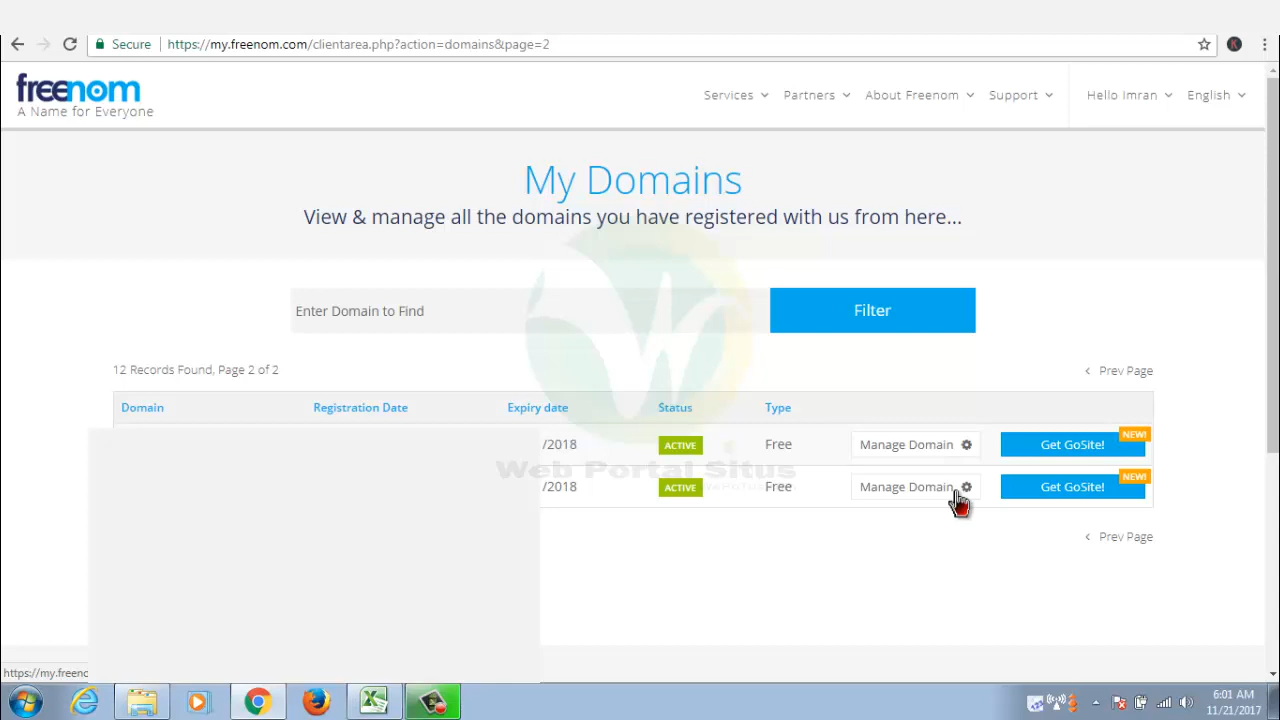 Secure https://my.freenom.com/clientarea.php?action=domains&page=2
K
freenom
A Name for Everyone
Services Partners About Freenom Support Hello Imran English
My Domains
View & manage all the domains you have registered with us from here...
Enter Domain to Find Filter
12 Records Found, Page 2 of 2 Prev Page
Domain Registration Date Expiry date Status Type
/2018 ACTIVE Free Manage Domain Get GoSite! NEW!
Web Portal Situs
/2018 ACTIVE Free Manage Domain Get GoSite! NEW!
Prev Page
https://my.freeno
6:01 AM
11/21/2017